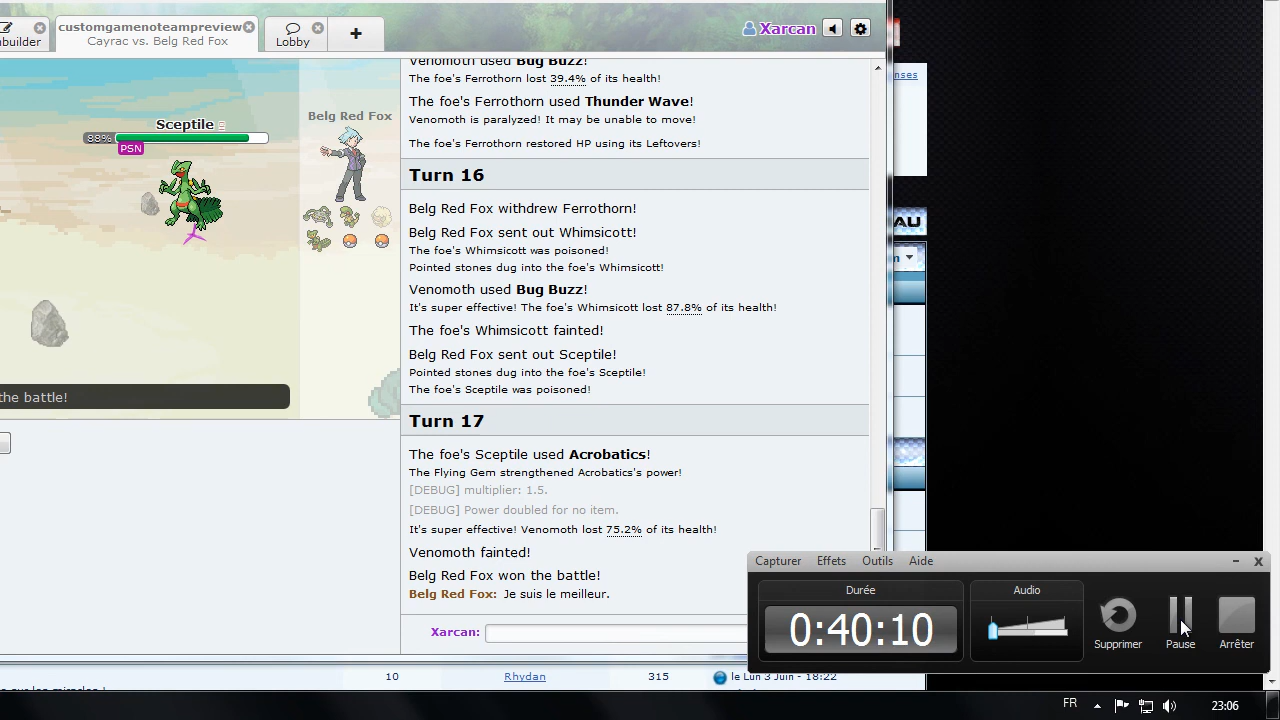 builder
customgamenoteampreview
Cayrac vs. Belg Red Fox
Lobby
+
Xarcan
Venomoth used Bug Buzz!
The foe's Ferrothorn lost 39.4% of its health!
The foe's Ferrothorn used Thunder Wave!
Venomoth is paralyzed! It may be unable to move!
The foe's Ferrothorn restored HP using its Leftovers!
Turn 16
Belg Red Fox withdrew Ferrothorn!
Belg Red Fox sent out Whimsicott!
The foe's Whimsicott was poisoned!
Pointed stones dug into the foe's Whimsicott!
Venomoth used Bug Buzz!
It's super effective! The foe's Whimsicott lost 87.8% of its health!
The foe's Whimsicott fainted!
Belg Red Fox sent out Sceptile!
Pointed stones dug into the foe's Sceptile!
The foe's Sceptile was poisoned!
Turn 17
The foe's Sceptile used Acrobatics!
The Flying Gem strengthened Acrobatics's power!
[DEBUG] multiplier: 1.5.
[DEBUG] Power doubled for no item.
It's super effective! Venomoth lost 75.2% of its health!
Venomoth fainted!
Belg Red Fox won the battle!
Belg Red Fox: Je suis le meilleur.
Xarcan:
Sceptile
88%
PSN
Belg Red Fox
the battle!
nses
AU
Capturer Effets Outils Aide
Durée
0:40:10
Audio
Supprimer
Pause
Arrêter
10
Rhydan
315
le Lun 3 Juin - 18:22
FR
23:06